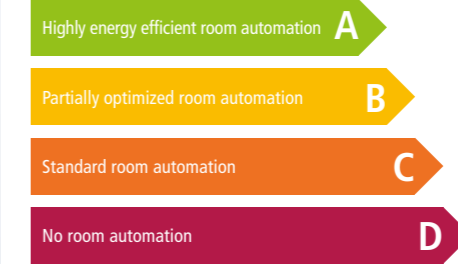 Highly energy efficient room automation A
Partially optimized room automation B
Standard room automation C
No room automation D